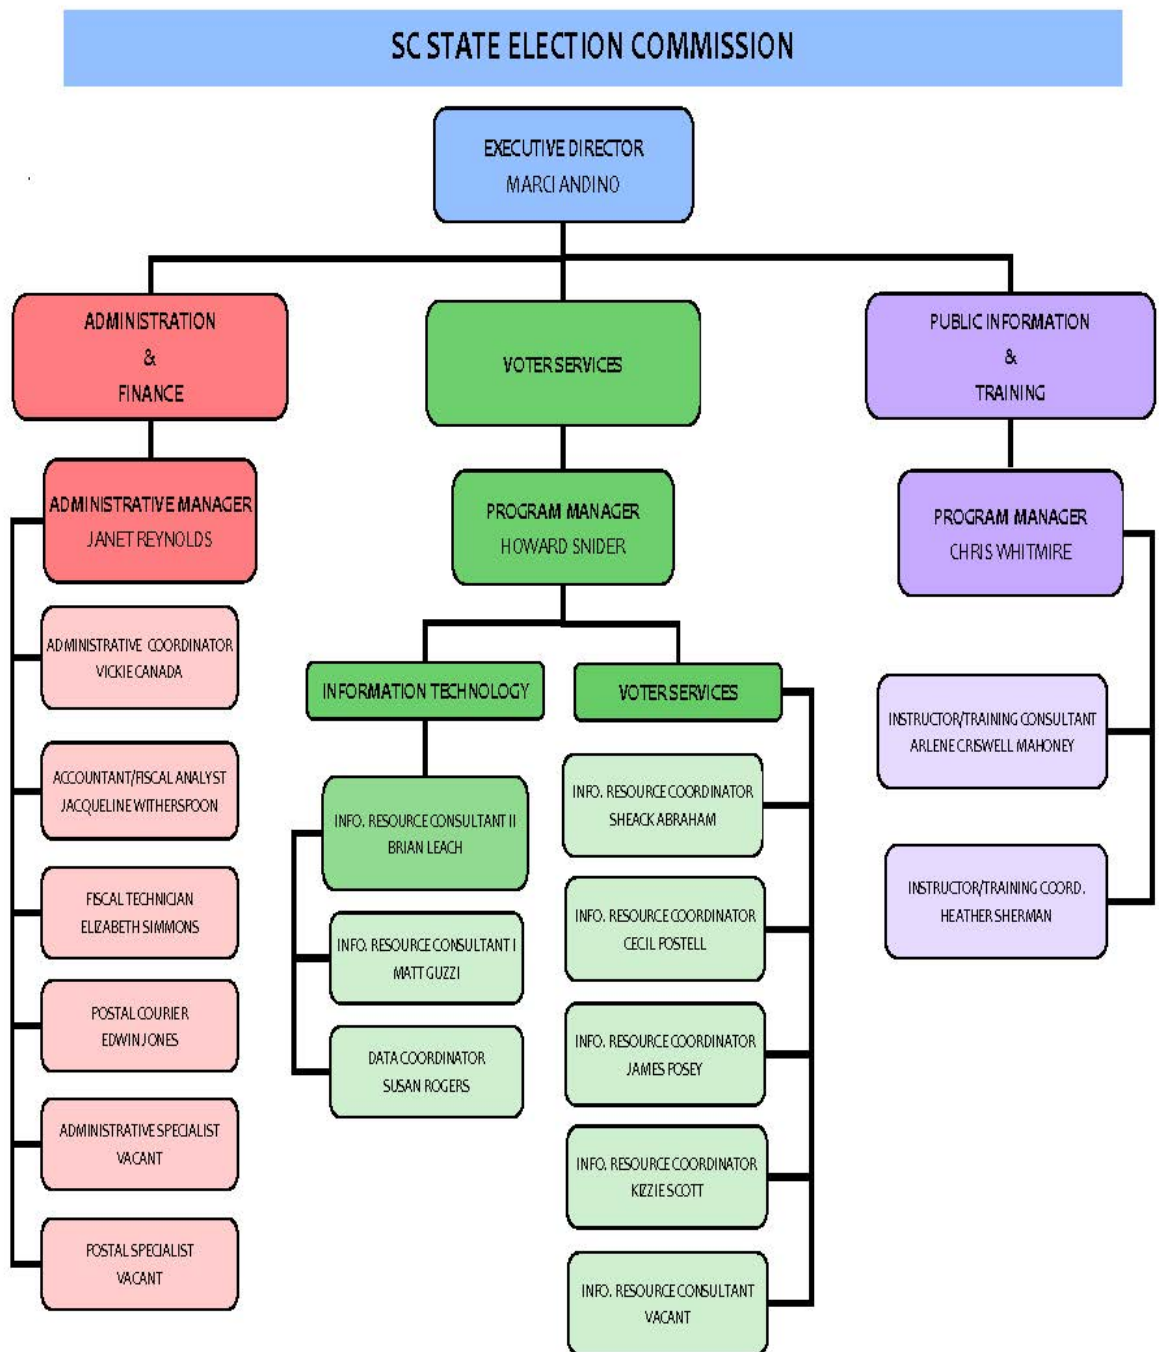 SC STATE ELECTION COMMISSION
EXECUTIVE DIRECTOR
MARCI ANDINO
ADMINISTRATION
&
FINANCE
VOTER SERVICES
PUBLIC INFORMATION
&
TRAINING
ADMINISTRATIVE MANAGER
JANET REYNOLDS
PROGRAM MANAGER
HOWARD SNIDER
PROGRAM MANAGER
CHRIS WHITMIRE
ADMINISTRATIVE COORDINATOR
VICKIE CANADA
ACCOUNTANT/FISCAL ANALYST
JACQUELINE WITHERSPOON
FISCAL TECHNICIAN
ELIZABETH SIMMONS
POSTAL COURIER
EDWIN JONES
ADMINISTRATIVE SPECIALIST
VACANT
POSTAL SPECIALIST
VACANT
INFORMATION TECHNOLOGY
INFO. RESOURCE CONSULTANT II
BRIAN LEACH
INFO. RESOURCE CONSULTANT I
MATT GUZZI
DATA COORDINATOR
SUSAN ROGERS
VOTER SERVICES
INFO. RESOURCE COORDINATOR
SHEACK ABRAHAM
INFO. RESOURCE COORDINATOR
CECIL POSTELL
INFO. RESOURCE COORDINATOR
JAMES POSEY
INFO. RESOURCE COORDINATOR
KIZZIE SCOTT
INFO. RESOURCE CONSULTANT
VACANT
INSTRUCTOR/TRAINING CONSULTANT
ARLENE CRISWELL MAHONEY
INSTRUCTOR/TRAINING COORD.
HEATHER SHERMAN